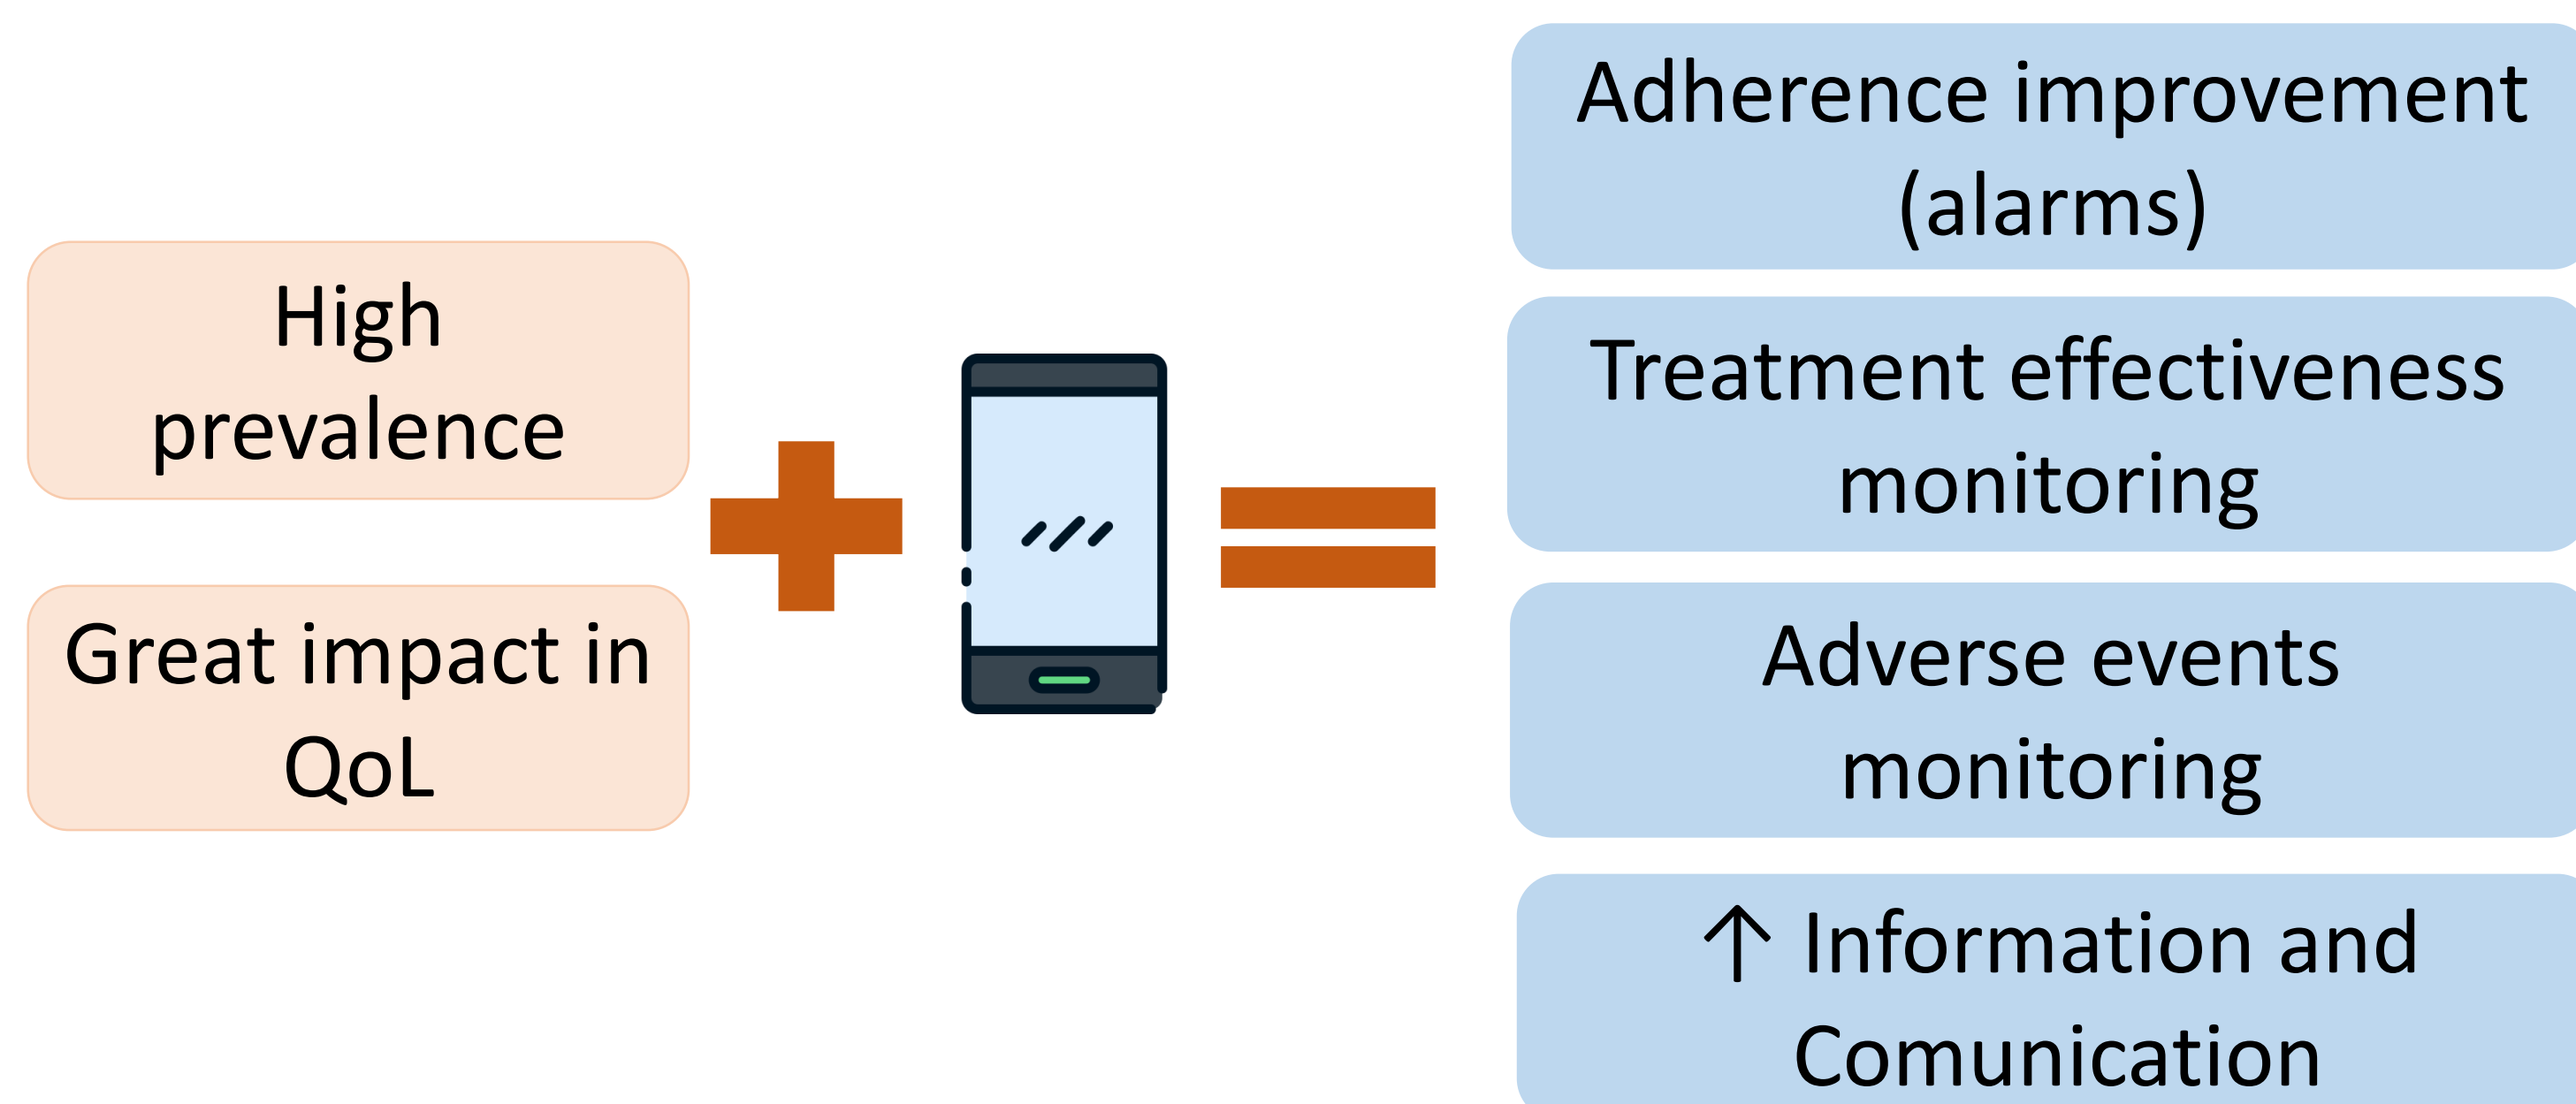 High
prevalence
Great impact in
QoL
Adherence improvement
(alarms)
Treatment effectiveness
monitoring
Adverse events
monitoring
↑ Information and
Comunication